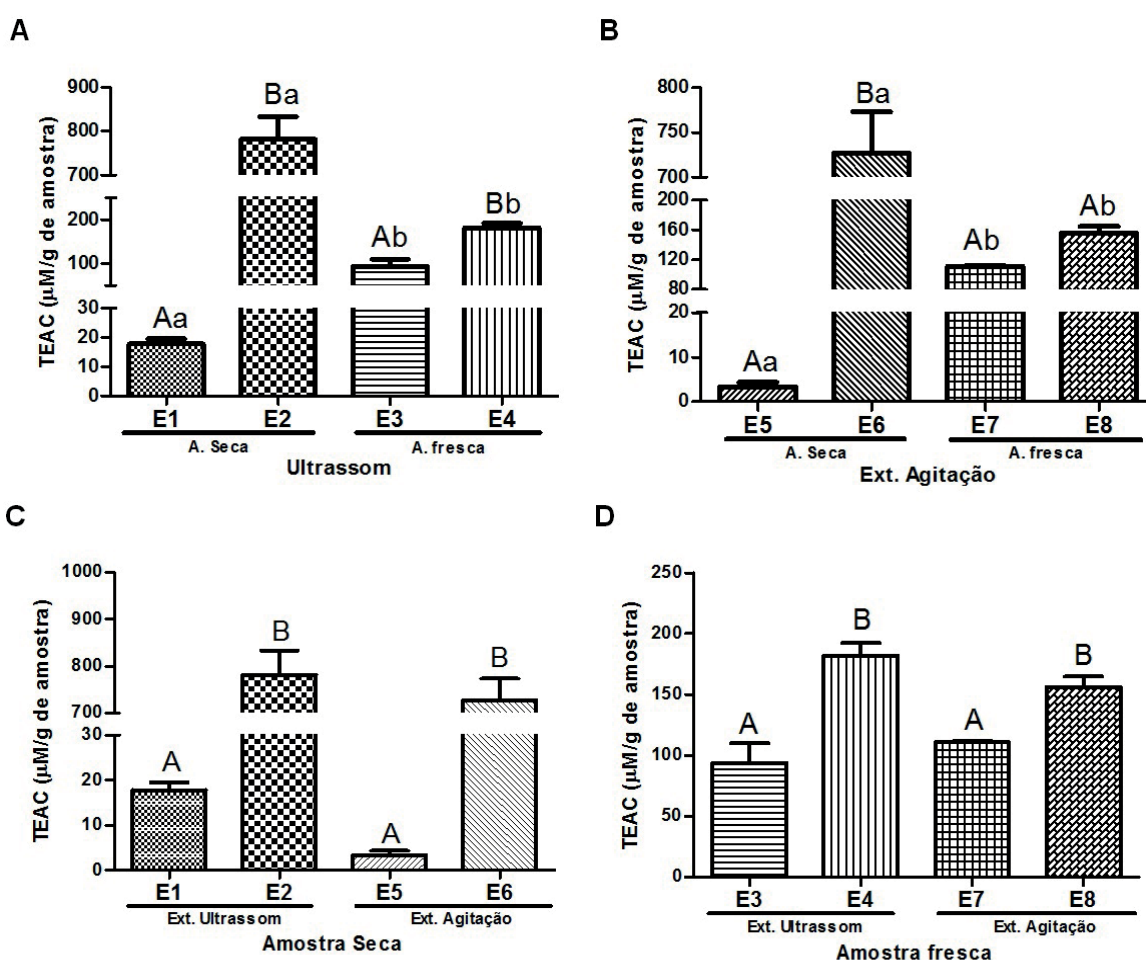 A
TEAC (μM/g de amostra)
900
800
700
200
100
30
20
10
0
Aa
Ba
Ab
Bb
E1 E2 E3 E4
A. Seca A. fresca
Ultrassom
B
TEAC (μM/g de amostra)
800
750
700
200
160
120
80
20
10
0
Aa
Ba
Ab
Ab
E5 E6 E7 E8
A. Seca A. fresca
Ext. Agitação
C
TEAC (μM/g de amostra)
1000
900
800
700
30
20
10
0
A
B
A
B
E1 E2 E5 E6
Ext. Ultrassom Ext. Agitação
Amostra Seca
D
TEAC (μM/g de amostra)
250
200
150
100
50
0
A
B
A
B
E3 E4 E7 E8
Ext. Ultrassom Ext. Agitação
Amostra fresca